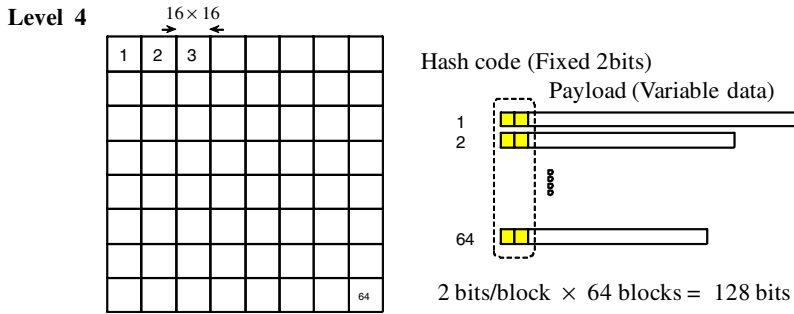 Level 4
16×16
1 2 3
64
Hash code (Fixed 2bits)
Payload (Variable data)
1
2
64
2 bits/block × 64 blocks = 128 bits